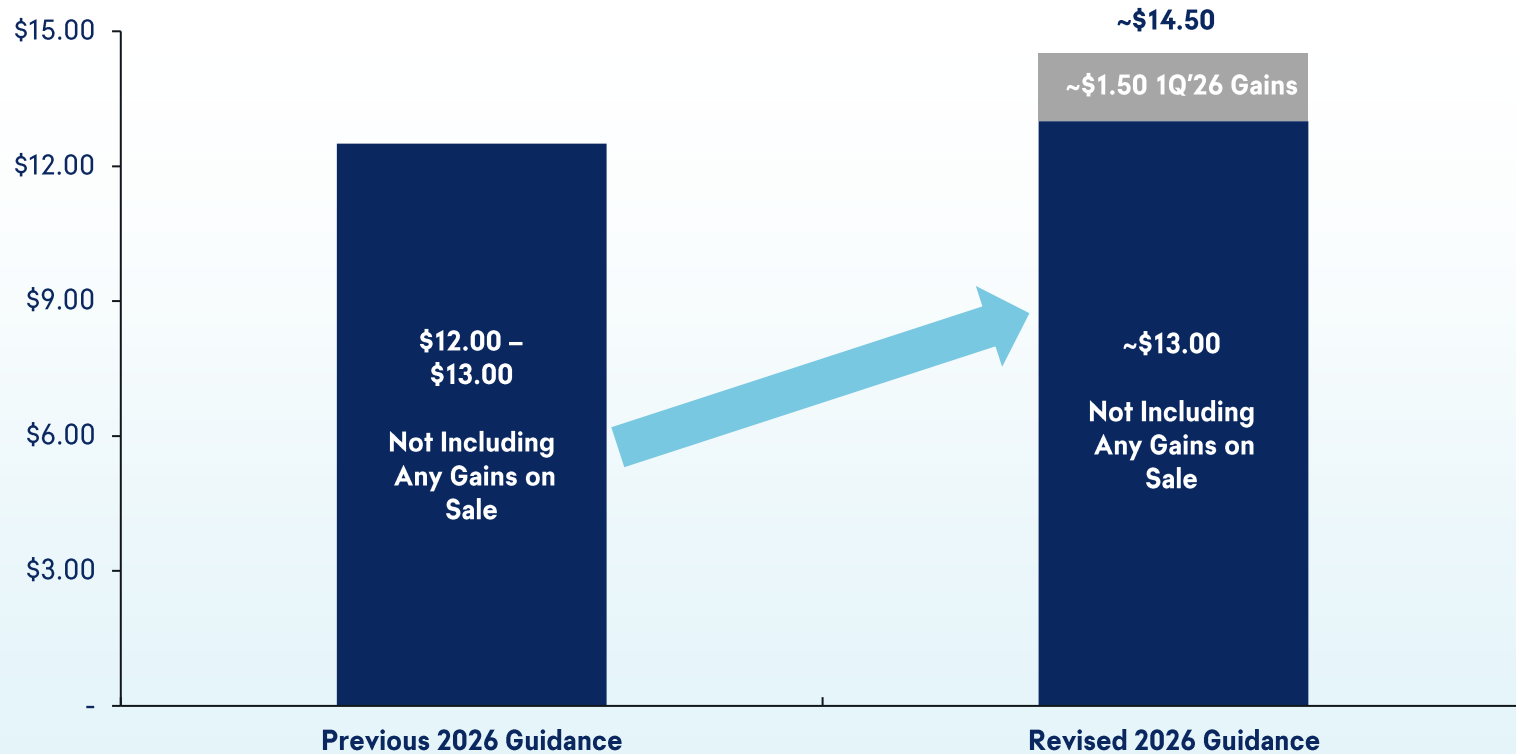 ~$14.50
$15.00
~$1.50 1Q'26 Gains
$12.00
$9.00
$12.00 –
$13.00
Not Including
Any Gains on
Sale
~$13.00
Not Including
Any Gains on
Sale
$6.00
$3.00
-
Previous 2026 Guidance
Revised 2026 Guidance